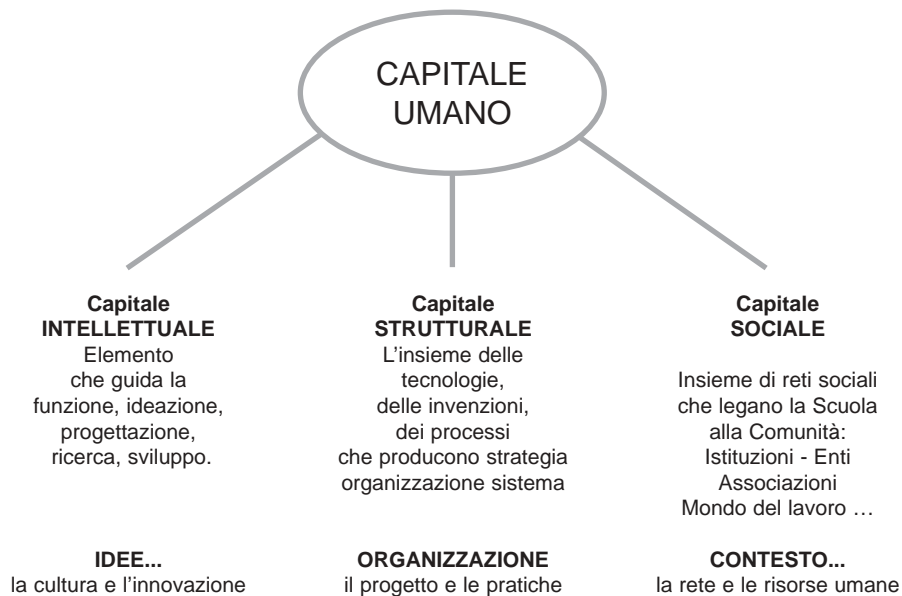 CAPITALE
UMANO
Capitale
INTELLETTUALE
Elemento
che guida la
funzione, ideazione,
progettazione,
ricerca, sviluppo.
IDEE...
la cultura e l'innovazione
Capitale
STRUTTURALE
L'insieme delle
tecnologie,
delle invenzioni,
dei processi
che producono strategia
organizzazione sistema
ORGANIZZAZIONE
il progetto e le pratiche
Capitale
SOCIALE
Insieme di reti sociali
che legano la Scuola
alla Comunità:
Istituzioni - Enti
Associazioni
Mondo del lavoro …
CONTESTO...
la rete e le risorse umane